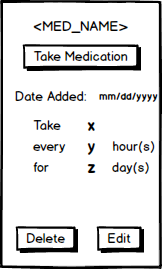 <MED_NAME>
Take Medication
Date Added: mm/dd/yyyy
Take x
every y hour(s)
for z day(s)
Delete Edit